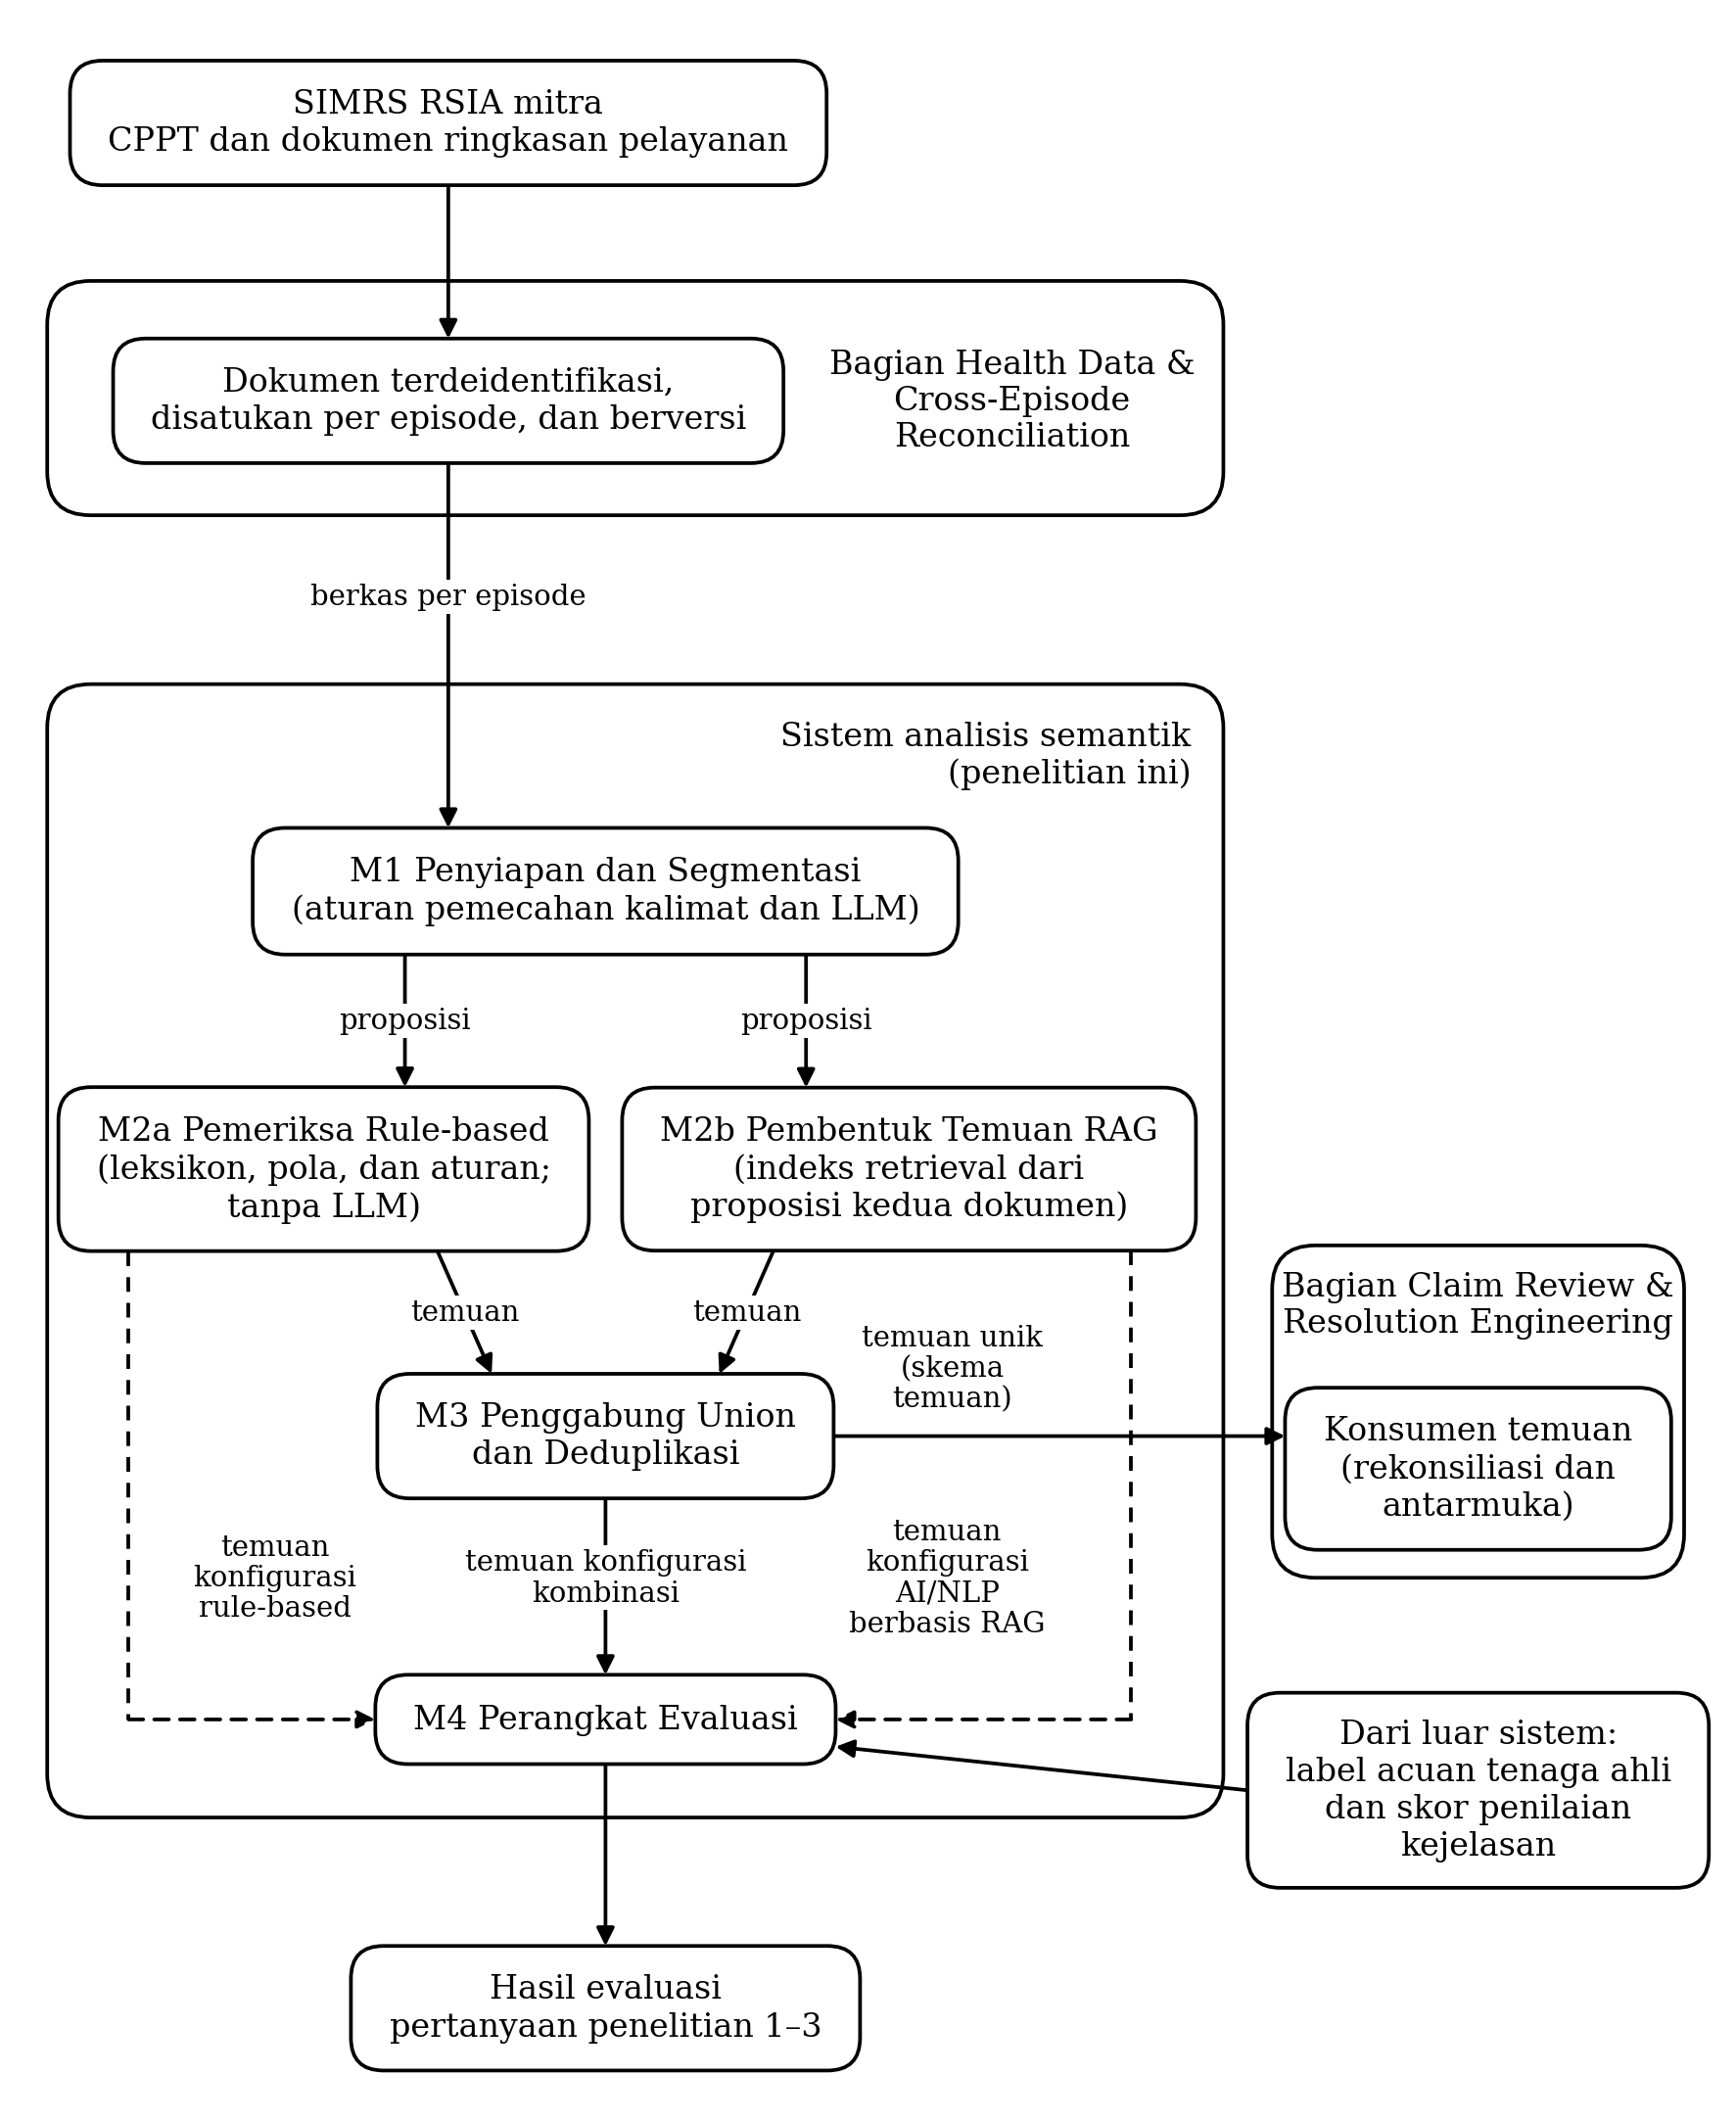 SIMRS RSIA mitra
CPPT dan dokumen ringkasan pelayanan
Dokumen terdeidentifikasi,
disatukan per episode, dan berversi
Bagian Health Data &
Cross-Episode
Reconciliation
berkas per episode
Sistem analisis semantik
(penelitian ini)
M1 Penyiapan dan Segmentasi
(aturan pemecahan kalimat dan LLM)
proposisi
proposisi
M2a Pemeriksa Rule-based
(leksikon, pola, dan aturan;
tanpa LLM)
M2b Pembentuk Temuan RAG
(indeks retrieval dari
proposisi kedua dokumen)
temuan
temuan
temuan unik
(skema
temuan)
Bagian Claim Review &
Resolution Engineering
M3 Penggabung Union
dan Deduplikasi
Konsumen temuan
(rekonsiliasi dan
antarmuka)
temuan
konfigurasi
rule-based
temuan konfigurasi
kombinasi
temuan
konfigurasi
AI/NLP
berbasis RAG
M4 Perangkat Evaluasi
Dari luar sistem:
label acuan tenaga ahli
dan skor penilaian
kejelasan
Hasil evaluasi
pertanyaan penelitian 1–3